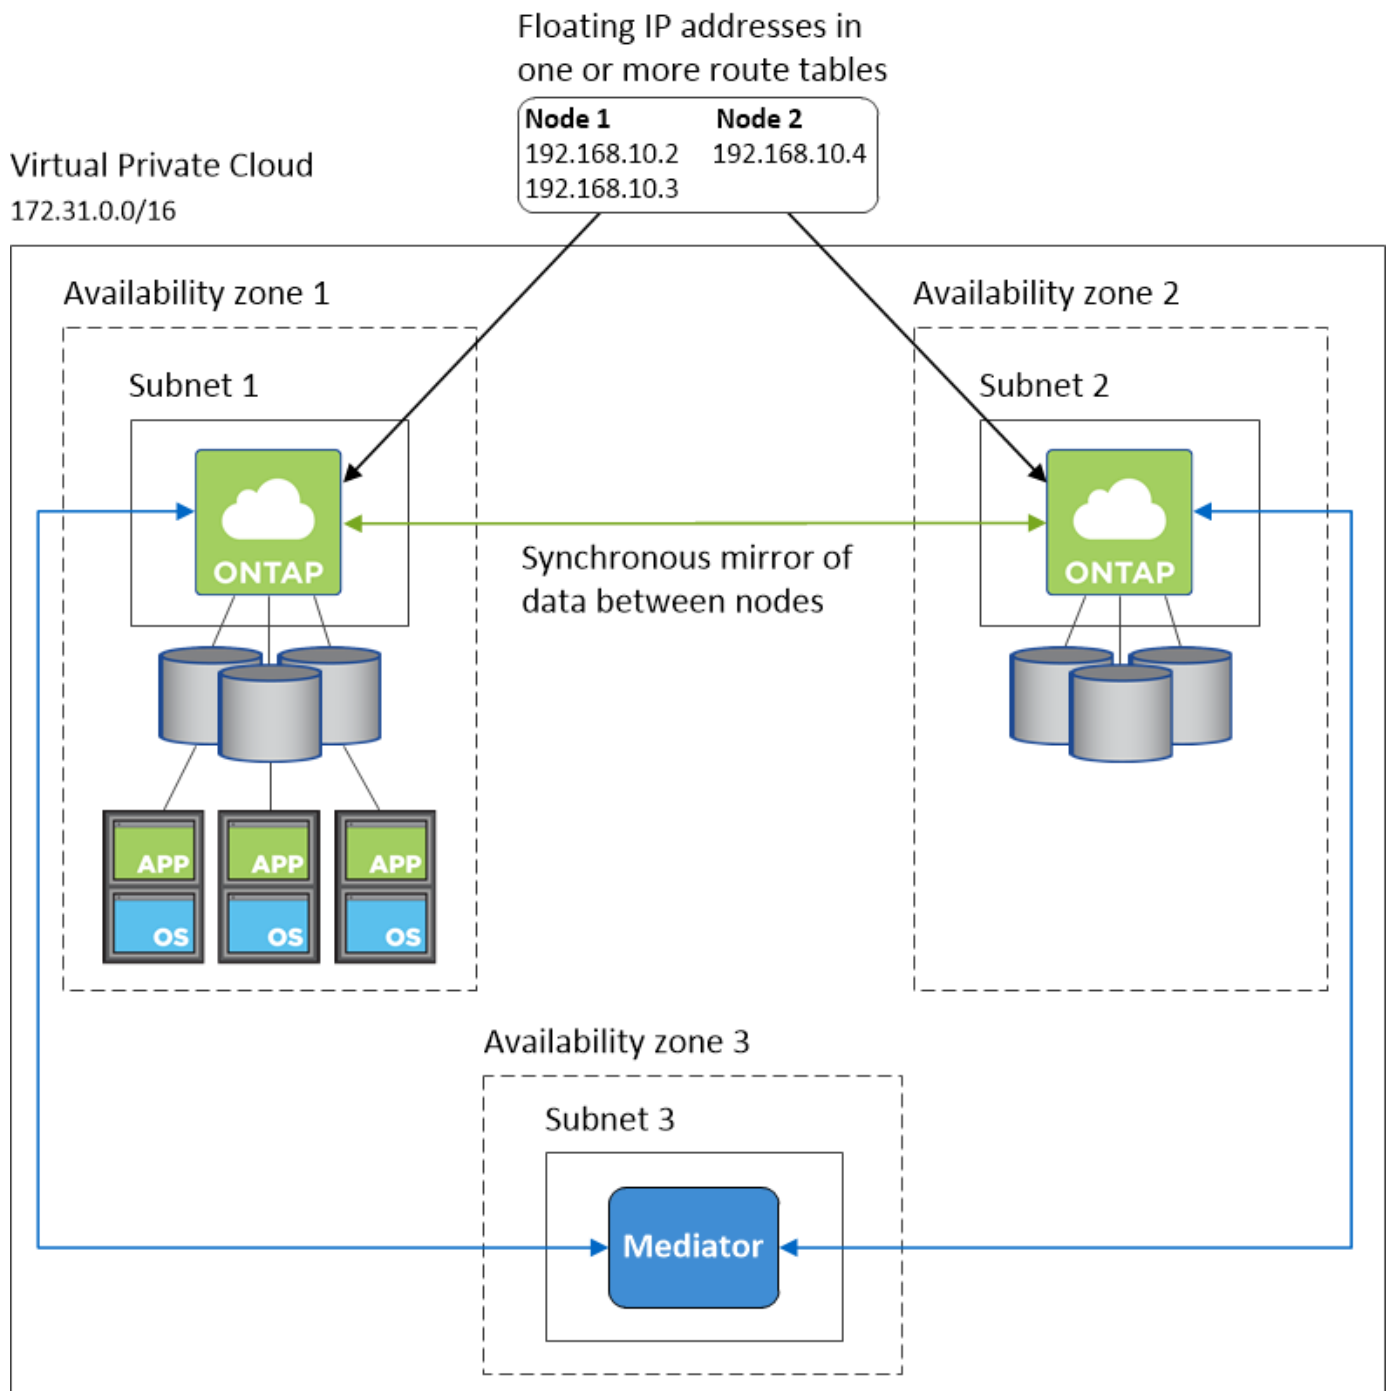 Floating IP addresses in
one or more route tables
Node 1 Node 2
192.168.10.2 192.168.10.4
192.168.10.3
Virtual Private Cloud
172.31.0.0/16
Availability zone 1
Availability zone 2
Subnet 1
Subnet 2
ONTAP
ONTAP
Synchronous mirror of
data between nodes
APP APP APP
OS OS OS
Availability zone 3
Subnet 3
Mediator